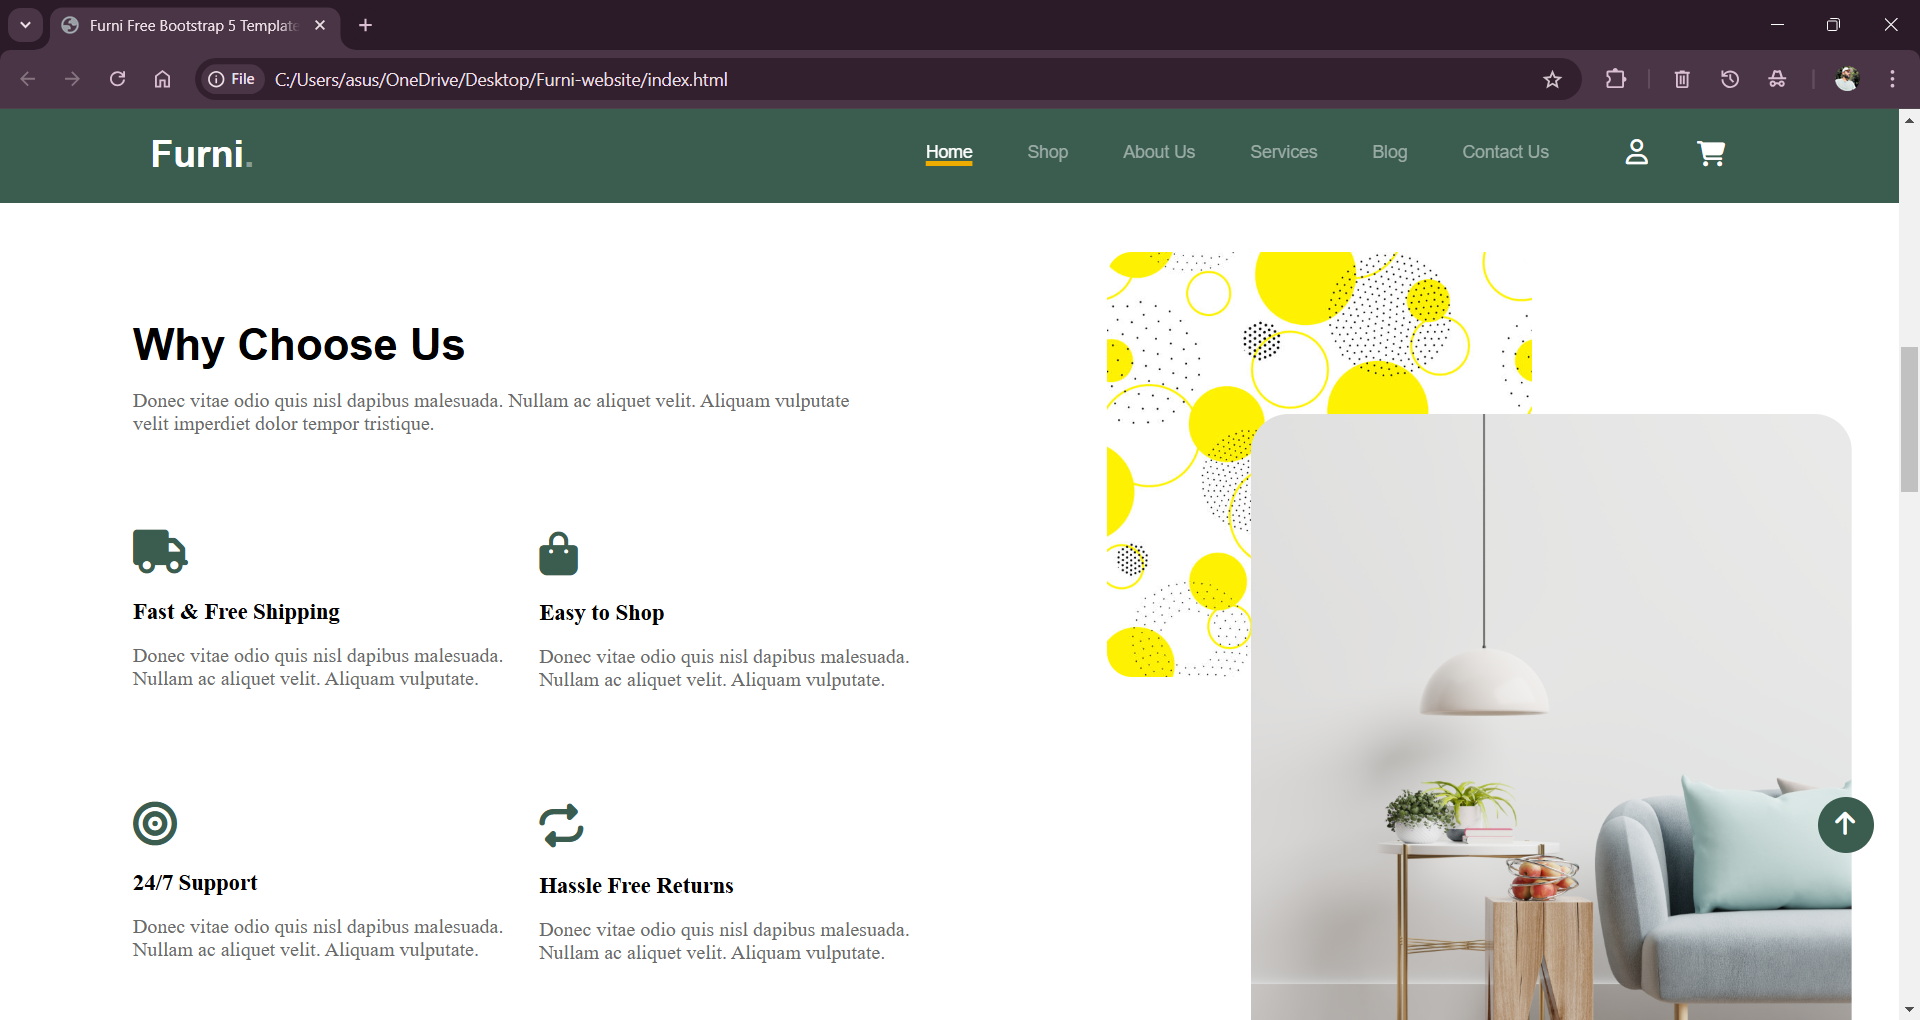 Furni Free Bootstrap 5 Template
File
C:/Users/asus/OneDrive/Desktop/Furni-website/index.html
Furni.
Home
Shop
About Us
Services
Blog
Contact Us
Why Choose Us
Donec vitae odio quis nisl dapibus malesuada. Nullam ac aliquet velit. Aliquam vulputate
velit imperdiet dolor tempor tristique.
Fast & Free Shipping
Donec vitae odio quis nisl dapibus malesuada.
Nullam ac aliquet velit. Aliquam vulputate.
Easy to Shop
Donec vitae odio quis nisl dapibus malesuada.
Nullam ac aliquet velit. Aliquam vulputate.
24/7 Support
Donec vitae odio quis nisl dapibus malesuada.
Nullam ac aliquet velit. Aliquam vulputate.
Hassle Free Returns
Donec vitae odio quis nisl dapibus malesuada.
Nullam ac aliquet velit. Aliquam vulputate.